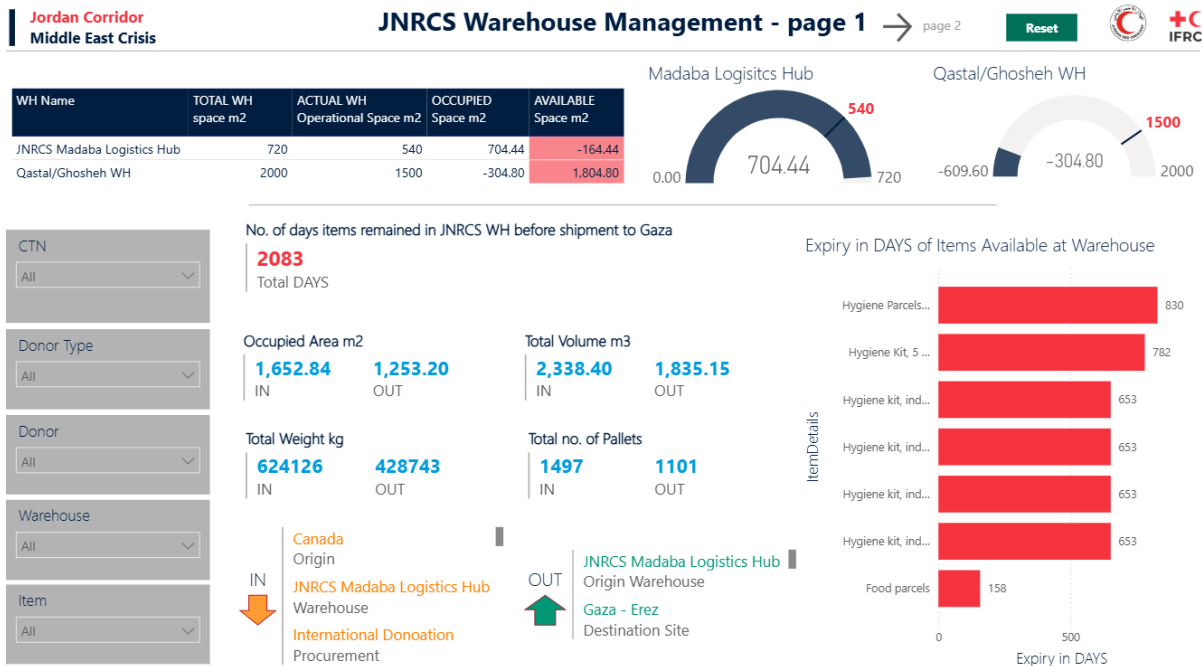 Jordan Corridor
Middle East Crisis
JNRCS Warehouse Management - page 1
page 2
Reset
IFRC
WH Name TOTAL WH space m2 ACTUAL WH Operational Space m2 OCCUPIED Space m2 AVAILABLE Space m2
JNRCS Madaba Logistics Hub 720 540 704.44 -164.44
Qastal/Ghosheh WH 2000 1500 -304.80 1,804.80
Madaba Logisitcs Hub
540
704.44
0.00
720
Qastal/Ghosheh WH
1500
-304.80
-609.60
2000
CTN
All
Donor Type
All
Donor
All
Warehouse
All
Item
All
No. of days items remained in JNRCS WH before shipment to Gaza
2083
Total DAYS
Occupied Area m2
1,652.84 1,253.20
IN OUT
Total Volume m3
2,338.40 1,835.15
IN OUT
Total Weight kg
624126 428743
IN OUT
Total no. of Pallets
1497 1101
IN OUT
IN
Canada
Origin
JNRCS Madaba Logistics Hub
Warehouse
International Donoation
Procurement
OUT
JNRCS Madaba Logistics Hub
Origin Warehouse
Gaza - Erez
Destination Site
Expiry in DAYS of Items Available at Warehouse
ItemDetails
Hygiene Parcels... 830
Hygiene Kit, 5 ... 782
Hygiene kit, ind... 653
Hygiene kit, ind... 653
Hygiene kit, ind... 653
Hygiene kit, ind... 653
Food parcels 158
0 500
Expiry in DAYS